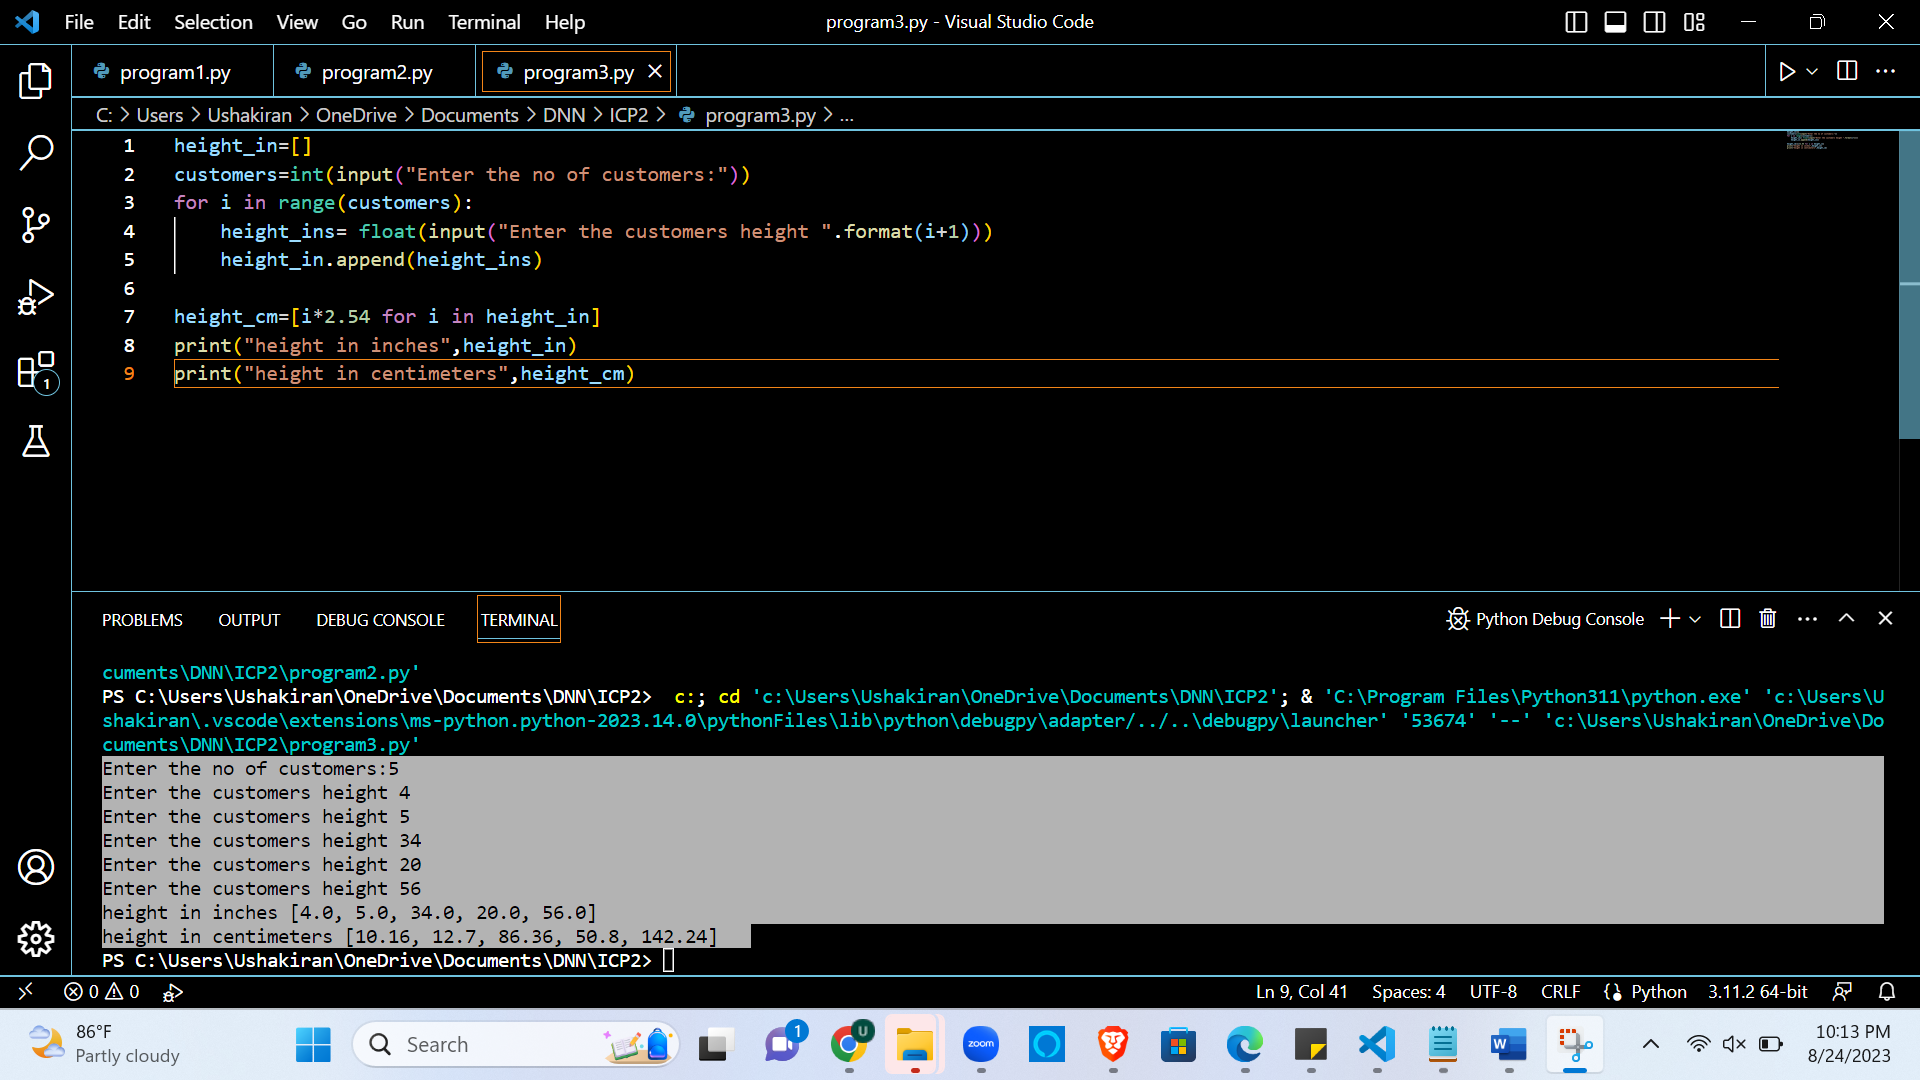 File Edit Selection View Go Run Terminal Help program3.py - Visual Studio Code
program1.py program2.py program3.py
C: > Users > Ushakiran > OneDrive > Documents > DNN > ICP2 > program3.py > ...
1 height_in=[]
2 customers=int(input("Enter the no of customers:"))
3 for i in range(customers):
4 height_ins= float(input("Enter the customers height ".format(i+1)))
5 height_in.append(height_ins)
6
7 height_cm=[i*2.54 for i in height_in]
8 print("height in inches",height_in)
9 print("height in centimeters",height_cm)
1
PROBLEMS OUTPUT DEBUG CONSOLE TERMINAL Python Debug Console
cuments\DNN\ICP2\program2.py'
PS C:\Users\Ushakiran\OneDrive\Documents\DNN\ICP2>  c:; cd 'c:\Users\Ushakiran\OneDrive\Documents\DNN\ICP2'; & 'C:\Program Files\Python311\python.exe' 'c:\Users\U
shakiran\.vscode\extensions\ms-python.python-2023.14.0\pythonFiles\lib\python\debugpy\adapter/../..\debugpy\launcher' '53674' '--' 'c:\Users\Ushakiran\OneDrive\Do
cuments\DNN\ICP2\program3.py'
Enter the no of customers:5
Enter the customers height 4
Enter the customers height 5
Enter the customers height 34
Enter the customers height 20
Enter the customers height 56
height in inches [4.0, 5.0, 34.0, 20.0, 56.0]
height in centimeters [10.16, 12.7, 86.36, 50.8, 142.24]
PS C:\Users\Ushakiran\OneDrive\Documents\DNN\ICP2>
0 0 Ln 9, Col 41 Spaces: 4 UTF-8 CRLF Python 3.11.2 64-bit
86°F Search 1 U zoom W 10:13 PM
Partly cloudy 8/24/2023